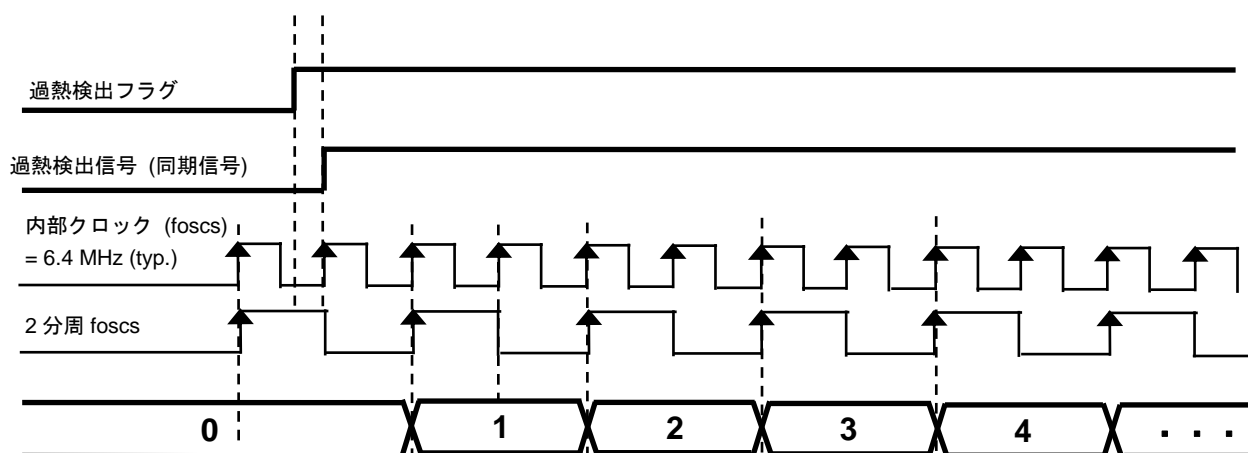 過熱検出フラグ
過熱検出信号 (同期信号)
内部クロック (foscs)
= 6.4 MHz (typ.)
2 分周 foscs
0 1 2 3 4 ・・・